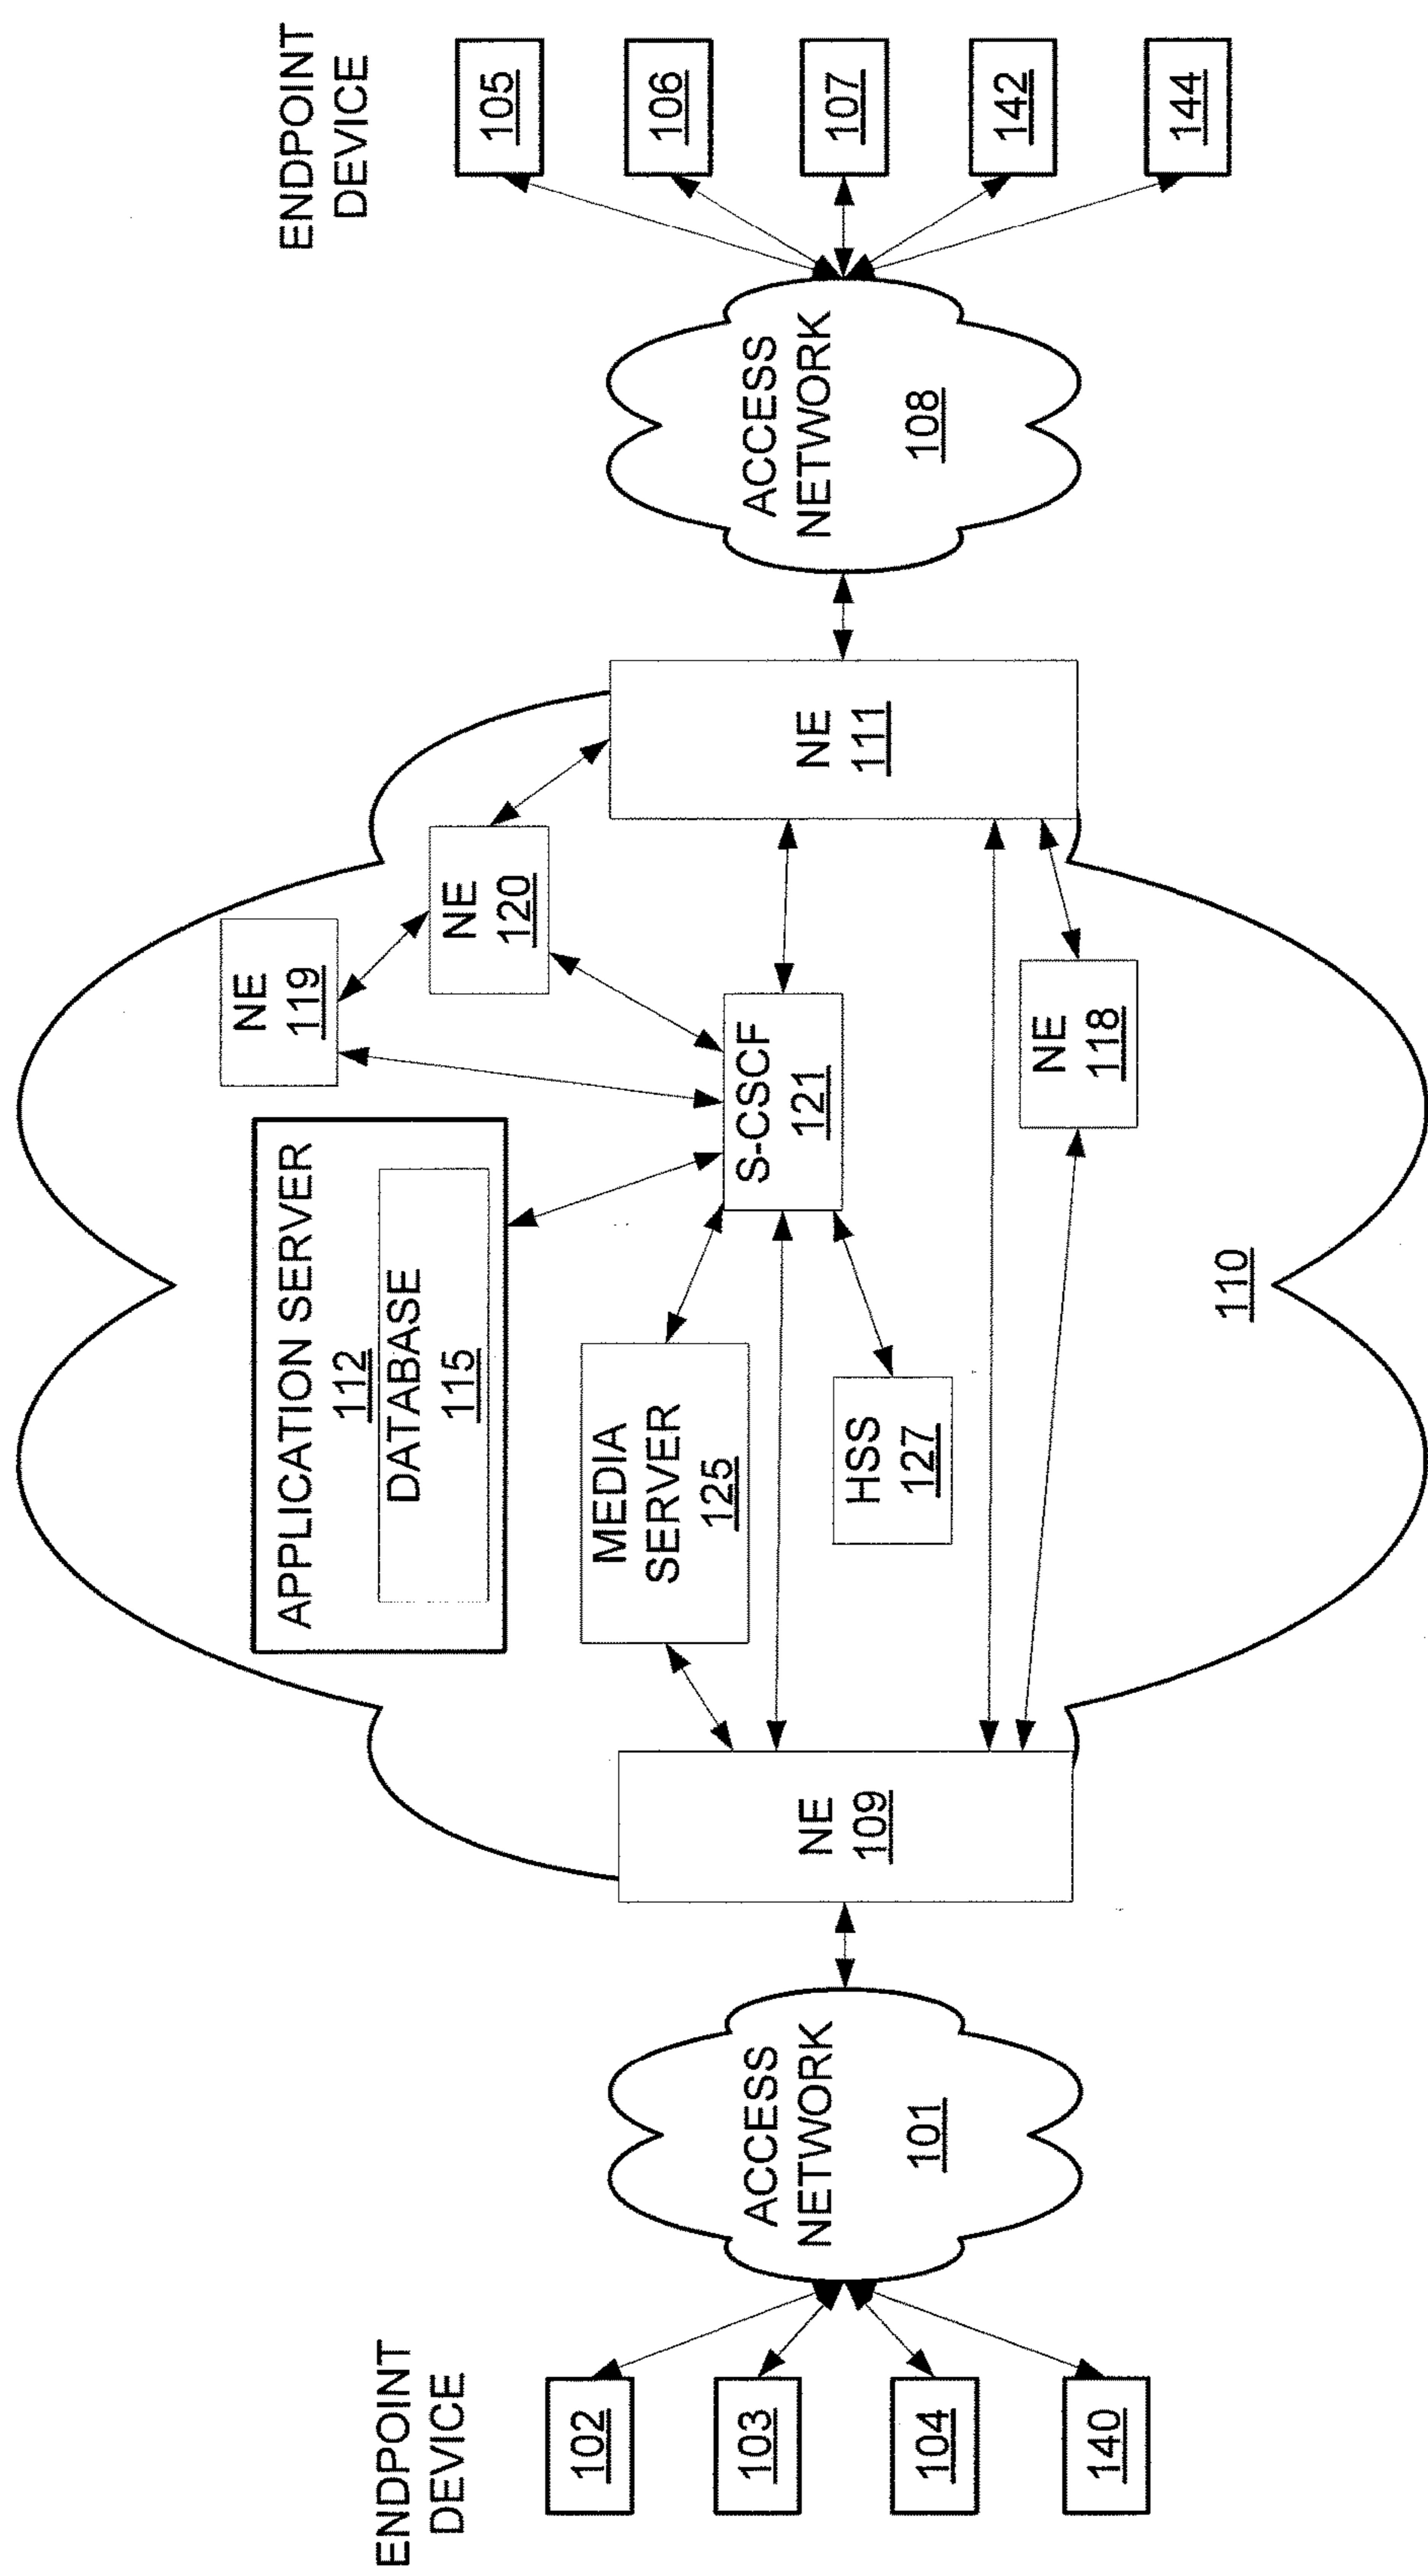 ENDPOINT
DEVICE
102
103
104
140
ACCESS
NETWORK
101
NE
109
APPLICATION SERVER
112
DATABASE
115
MEDIA
SERVER
125
HSS
127
S-CSCF
121
NE
119
NE
120
NE
118
110
NE
111
ACCESS
NETWORK
108
ENDPOINT
DEVICE
105
106
107
142
144